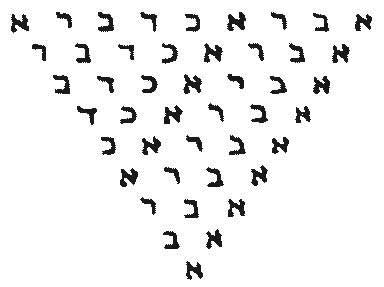 א ב ר א כ ד ב ר א
א ב ר א כ ד ב ר
א ב ר א כ ד ב
א ב ר א כ ד
א ב ר א כ
א ב ר א
א ב ר
א ב
א